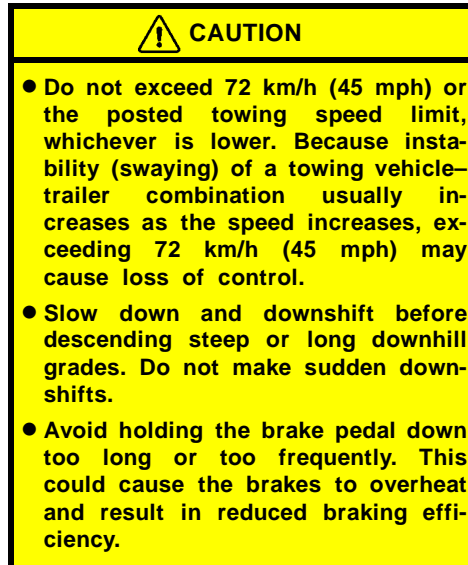 CAUTION
● Do not exceed 72 km/h (45 mph) or
the posted towing speed limit,
whichever is lower. Because insta-
bility (swaying) of a towing vehicle–
trailer combination usually in-
creases as the speed increases, ex-
ceeding 72 km/h (45 mph) may
cause loss of control.
● Slow down and downshift before
descending steep or long downhill
grades. Do not make sudden down-
shifts.
● Avoid holding the brake pedal down
too long or too frequently. This
could cause the brakes to overheat
and result in reduced braking effi-
ciency.